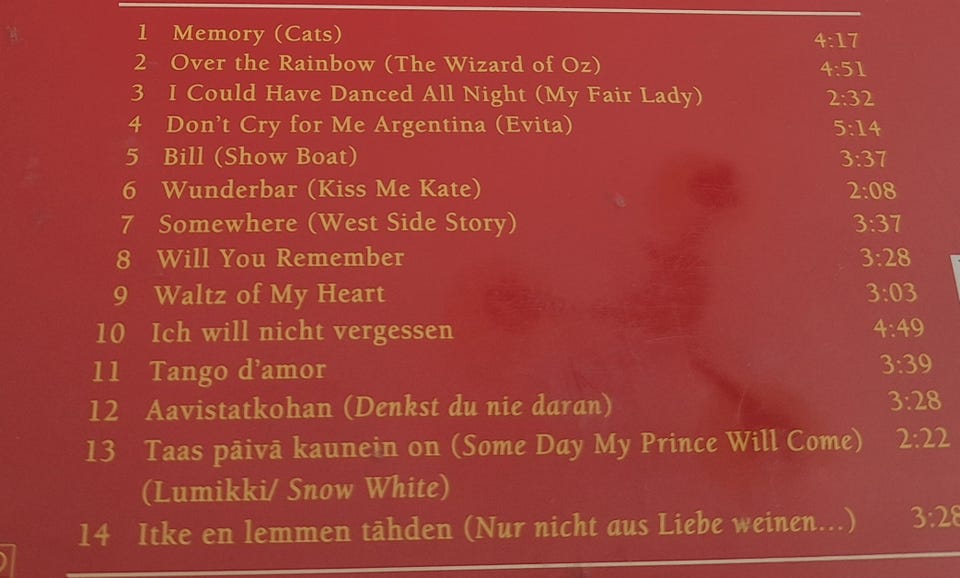 1 Memory (Cats) 4:17
2 Over the Rainbow (The Wizard of Oz) 4:51
3 I Could Have Danced All Night (My Fair Lady) 2:32
4 Don't Cry for Me Argentina (Evita) 5:14
5 Bill (Show Boat) 3:37
6 Wunderbar (Kiss Me Kate) 2:08
7 Somewhere (West Side Story) 3:37
8 Will You Remember 3:28
9 Waltz of My Heart 3:03
10 Ich will nicht vergessen 4:49
11 Tango d'amor 3:39
12 Aavistatkohan (Denkst du nie daran) 3:28
13 Taas päivä kaunein on (Some Day My Prince Will Come) 2:22
(Lumikki/ Snow White)
14 Itke en lemmen tähden (Nur nicht aus Liebe weinen...) 3:28